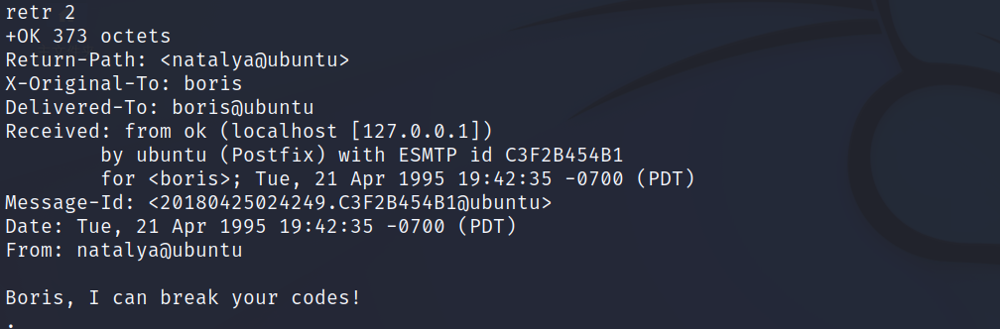 retr 2
+OK 373 octets
Return-Path: <natalya@ubuntu>
X-Original-To: boris
Delivered-To: boris@ubuntu
Received: from ok (localhost [127.0.0.1])
        by ubuntu (Postfix) with ESMTP id C3F2B454B1
        for <boris>; Tue, 21 Apr 1995 19:42:35 -0700 (PDT)
Message-Id: <20180425024249.C3F2B454B1@ubuntu>
Date: Tue, 21 Apr 1995 19:42:35 -0700 (PDT)
From: natalya@ubuntu

Boris, I can break your codes!
.